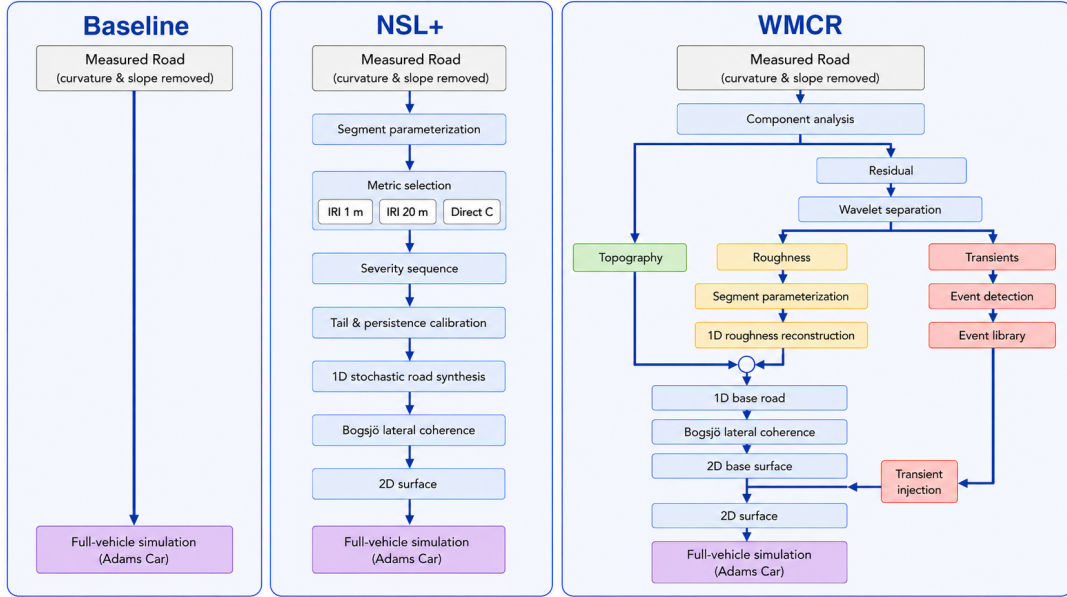 Baseline
Measured Road
(curvature & slope removed)
Full-vehicle simulation
(Adams Car)
NSL+
Measured Road
(curvature & slope removed)
Segment parameterization
Metric selection
IRI 1 m
IRI 20 m
Direct C
Severity sequence
Tail & persistence calibration
1D stochastic road synthesis
Bogsjö lateral coherence
2D surface
Full-vehicle simulation
(Adams Car)
WMCR
Measured Road
(curvature & slope removed)
Component analysis
Residual
Wavelet separation
Topography
Roughness
Transients
Segment parameterization
Event detection
1D roughness reconstruction
Event library
1D base road
Bogsjö lateral coherence
2D base surface
Transient
injection
2D surface
Full-vehicle simulation
(Adams Car)